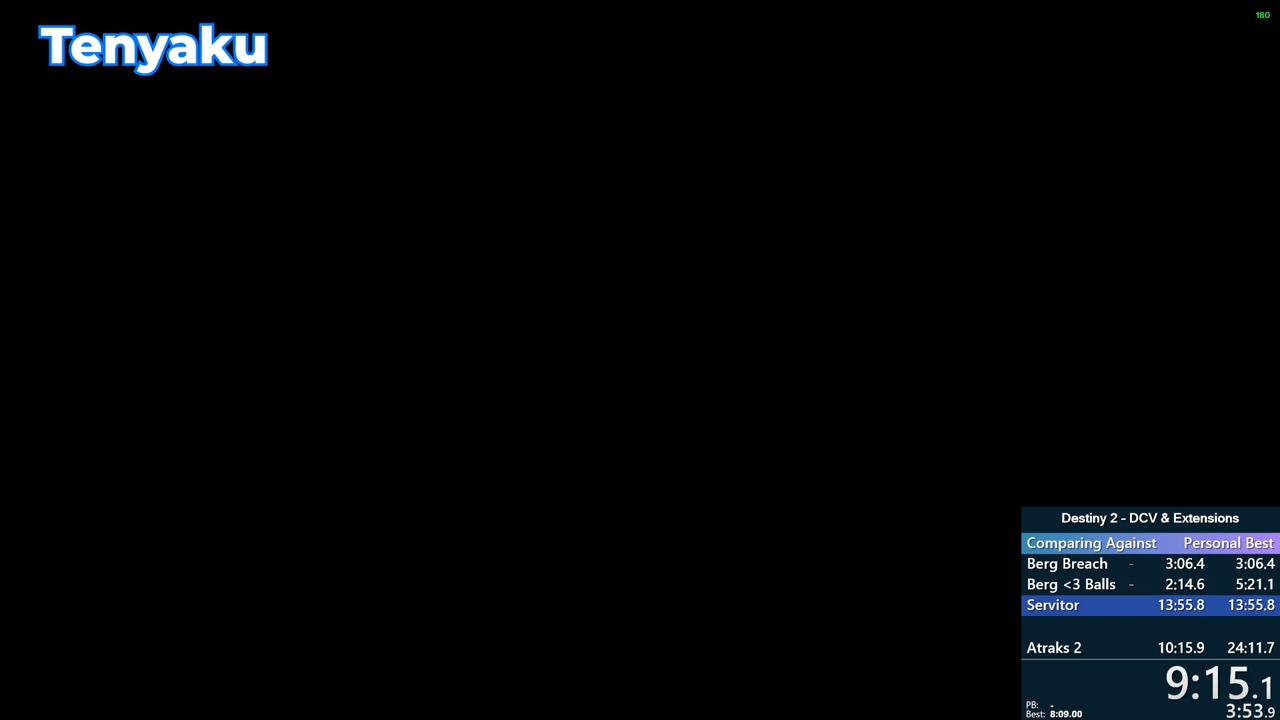 180
Tenyaku
Destiny 2 - DCV & Extensions
Comparing Against Personal Best
Berg Breach - 3:06.4 3:06.4
Berg <3 Balls - 2:14.6 5:21.1
Servitor 13:55.8 13:55.8
Atraks 2 10:15.9 24:11.7
9:15.1
PB: -
Best: 8:09.00 3:53.9